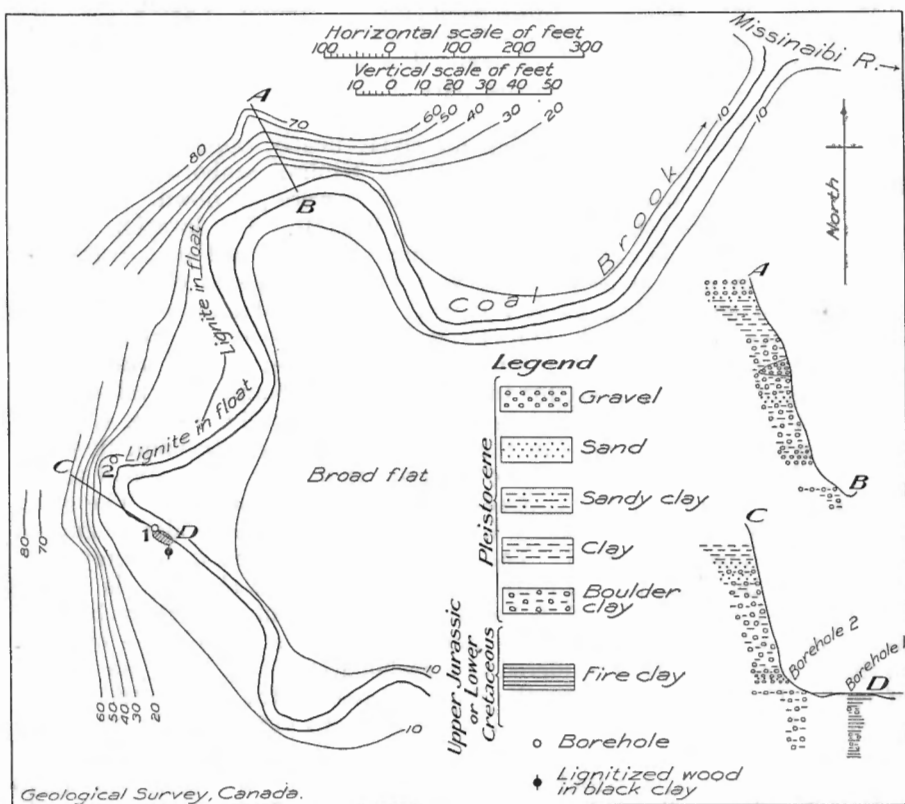 Horizontal scale of feet
100 0 100 200 300
Vertical scale of feet
10 0 10 20 30 40 50
Missinaibi R.
10
10
A
70
60
50
40
30
20
80
B
North
Coal Brook
Lignite in float
Lignite in float
2
C
1
D
Broad flat
80
70
60
50
40
30
20
10
10
Legend
Pleistocene
Gravel
Sand
Sandy clay
Clay
Boulder clay
Upper Jurassic or Lower Cretaceous
Fire clay
Borehole
Lignitized wood in black clay
A
B
C
Borehole 2
Borehole 1
D
Geological Survey, Canada.